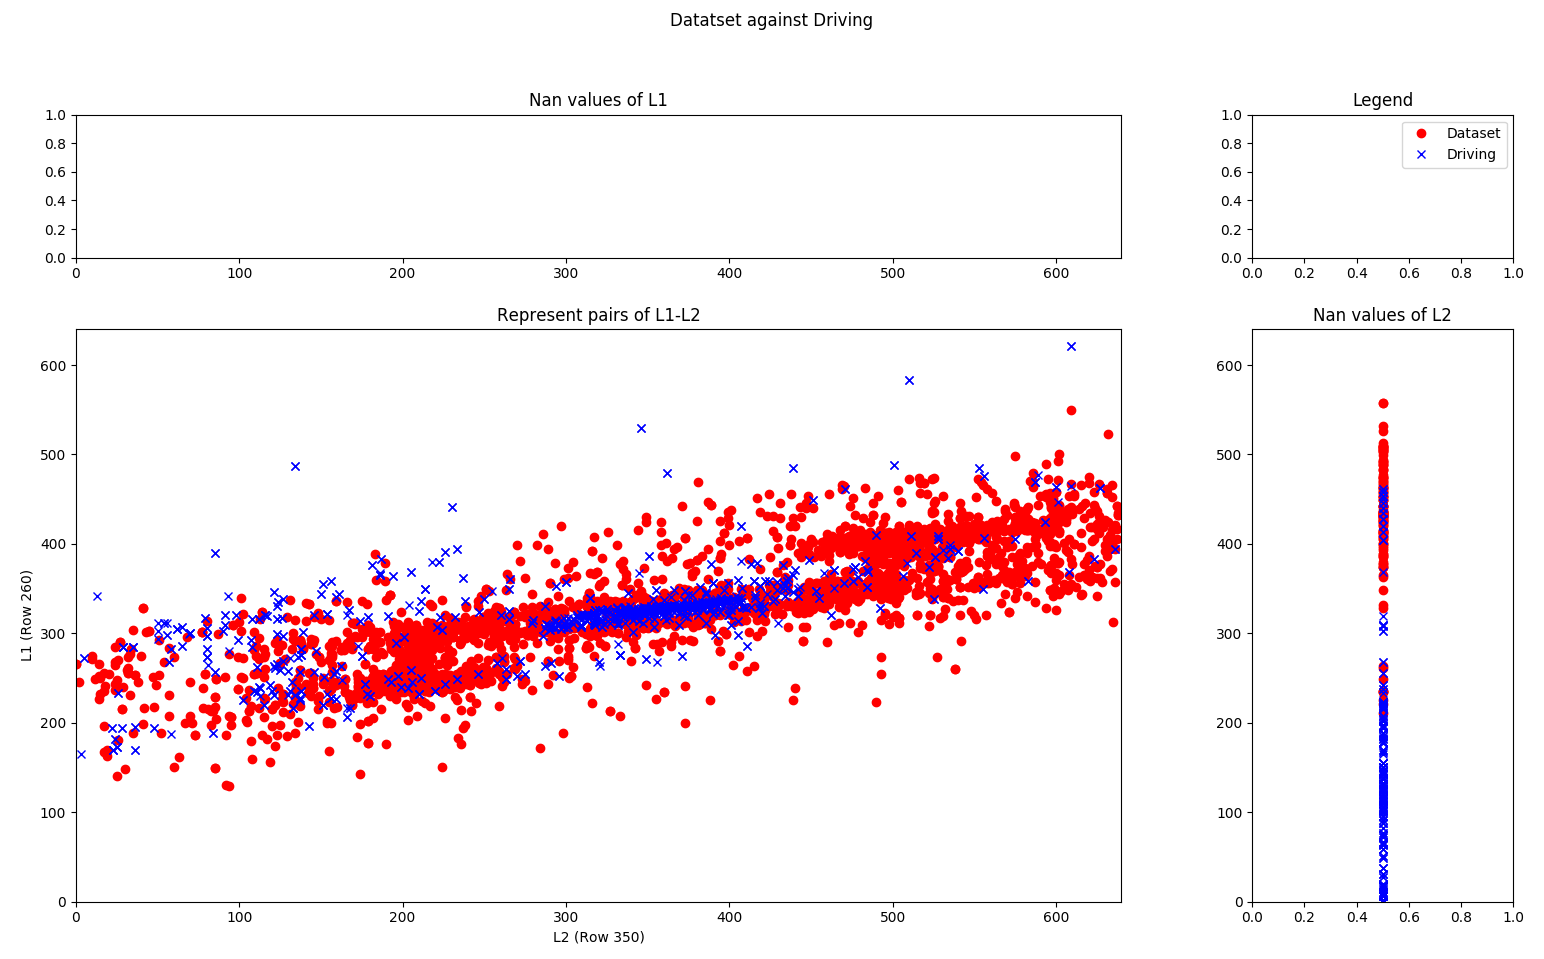 Datatset against Driving
Nan values of L1
1.0
0.8
0.6
0.4
0.2
0.0
0 100 200 300 400 500 600
Legend
1.0
0.8
0.6
0.4
0.2
0.0
Dataset
Driving
0.0 0.2 0.4 0.6 0.8 1.0
Represent pairs of L1-L2
L1 (Row 260)
600
500
400
300
200
100
0
0 100 200 300 400 500 600
L2 (Row 350)
Nan values of L2
600
500
400
300
200
100
0
0.0 0.2 0.4 0.6 0.8 1.0